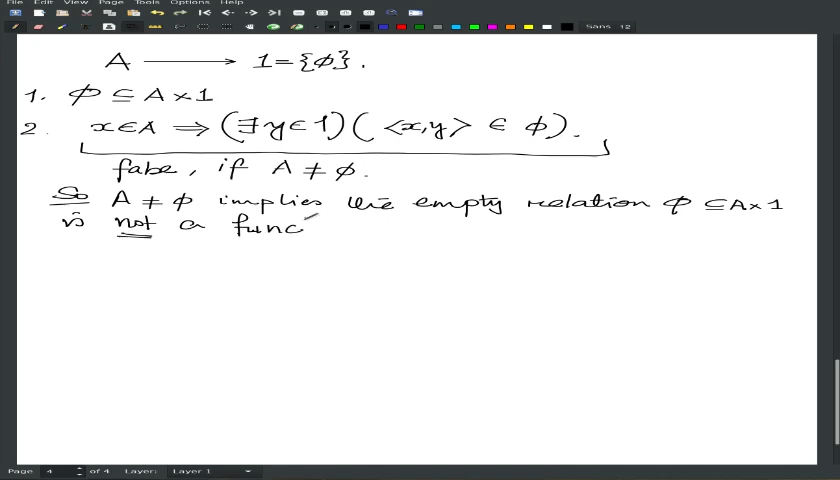 File Edit View Page Tools Options Help
Sans 12
A ⟶ 1 = {ϕ}.
1. ϕ ⊆ A × 1
2. x ∈ A ⇒ (∃ y ∈ 1) ( <x,y> ∈ ϕ ).
false, if A ≠ ϕ.
So A ≠ ϕ implies the empty relation ϕ ⊆ A × 1
is not a func
Page 4 of 4 Layer: Layer 1